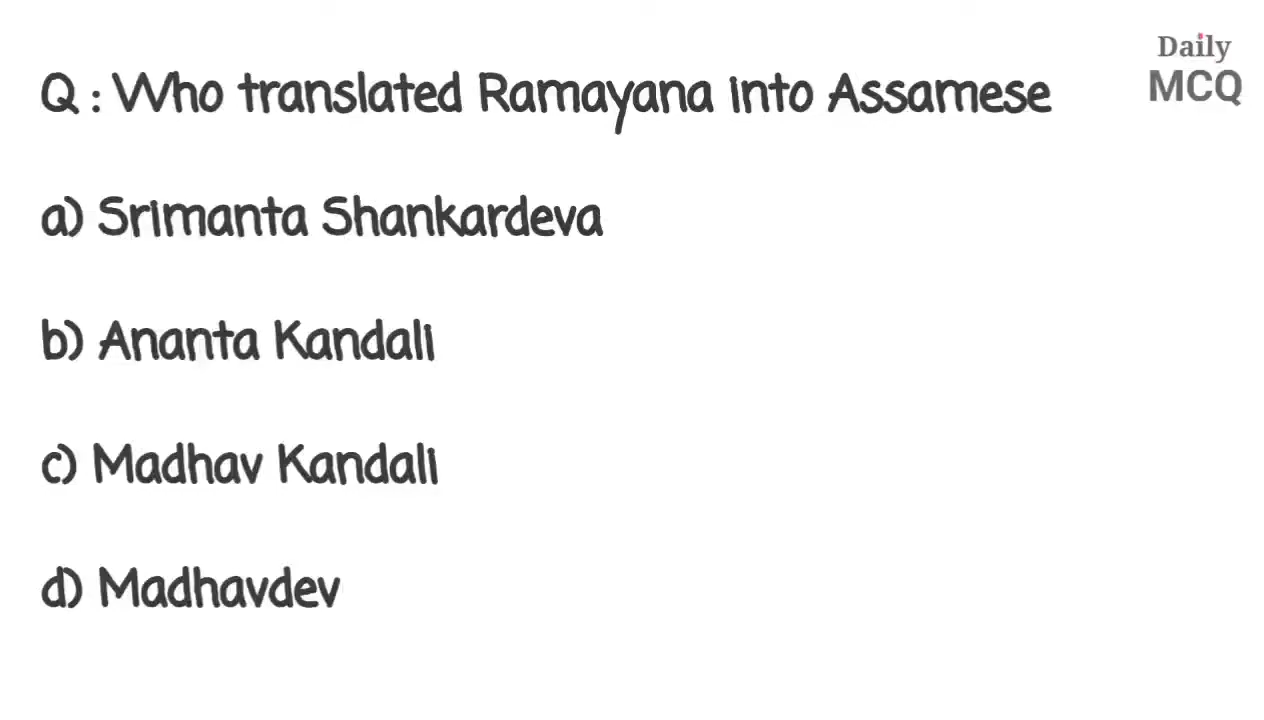 Q : Who translated Ramayana into Assamese
Daily
MCQ
a) Srimanta Shankardeva
b) Ananta Kandali
c) Madhav Kandali
d) Madhavdev